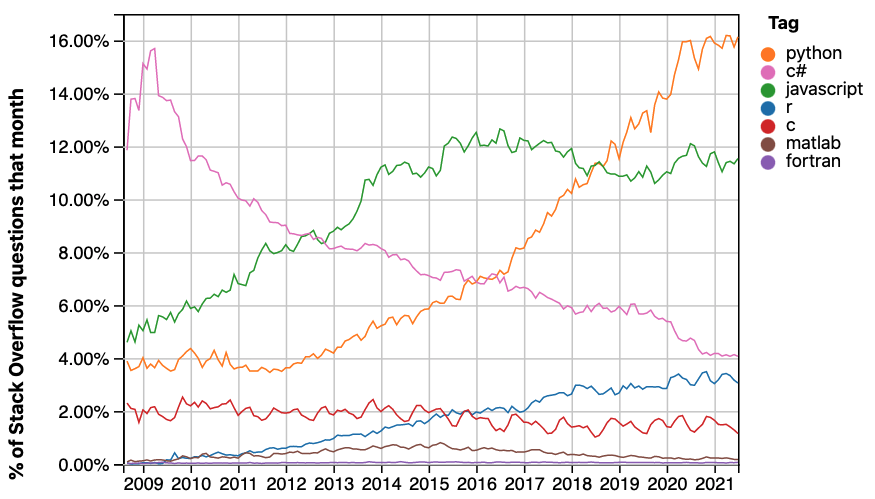 % of Stack Overflow questions that month
16.00%
14.00%
12.00%
10.00%
8.00%
6.00%
4.00%
2.00%
0.00%
2009 2010 2011 2012 2013 2014 2015 2016 2017 2018 2019 2020 2021
Tag
python
c#
javascript
r
c
matlab
fortran